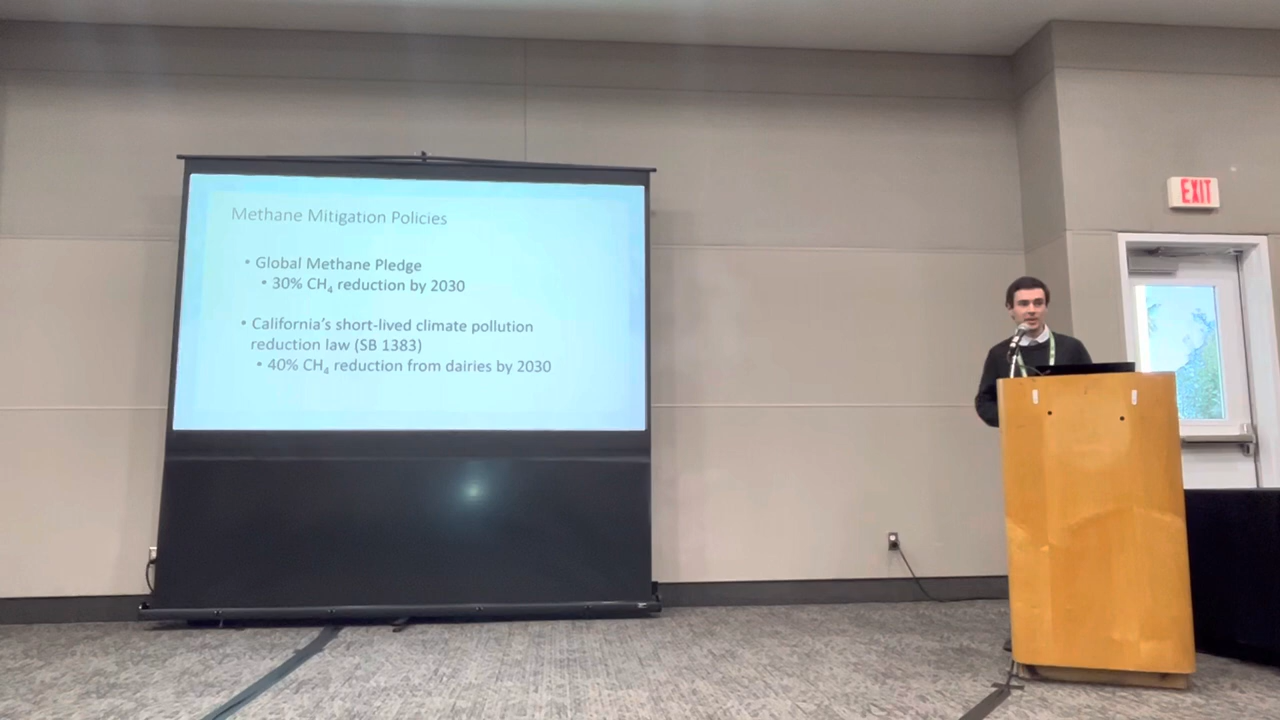 Methane Mitigation Policies
• Global Methane Pledge
• 30% CH₄ reduction by 2030
• California's short-lived climate pollution
reduction law (SB 1383)
• 40% CH₄ reduction from dairies by 2030
EXIT